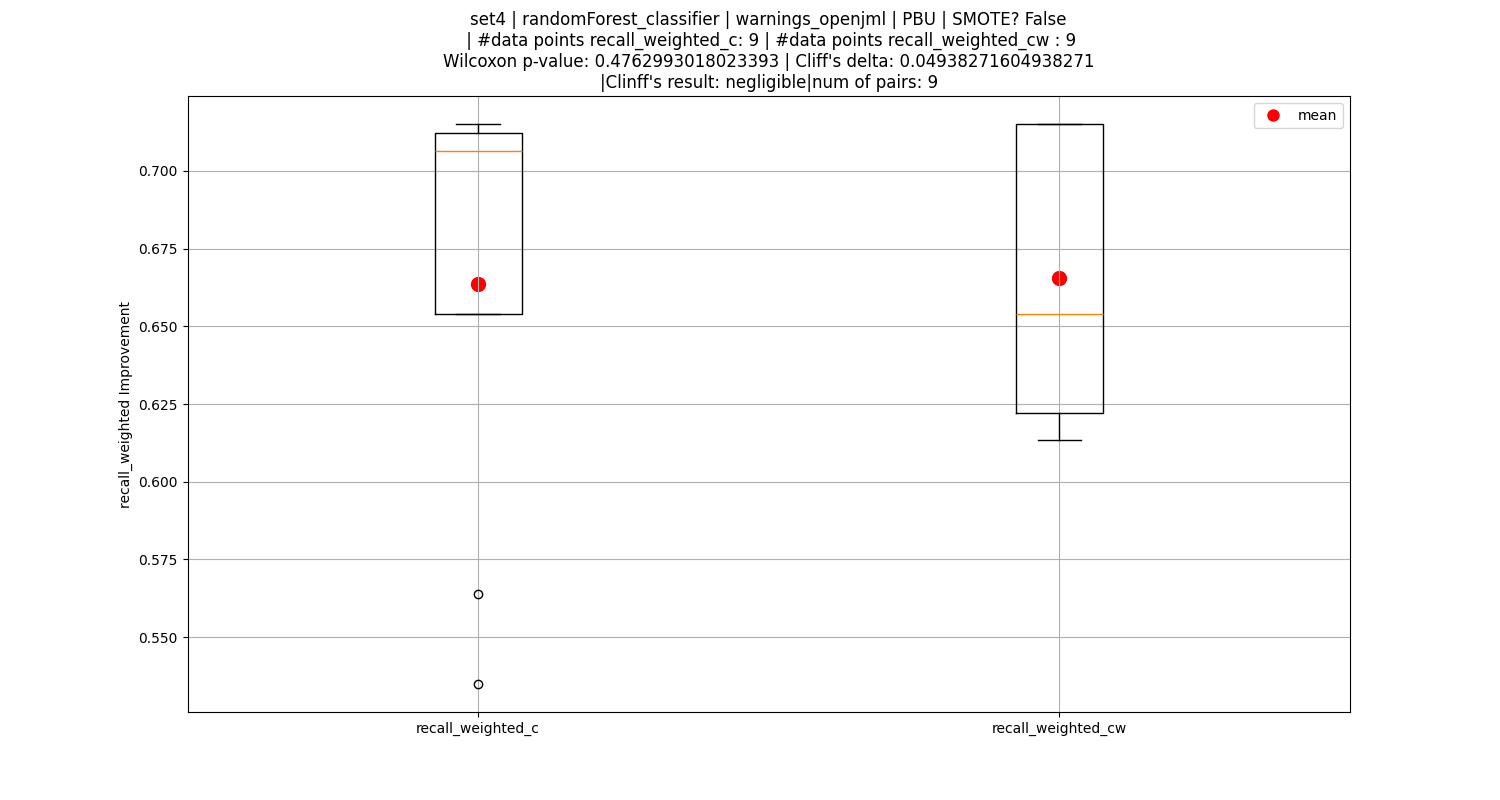 set4 | randomForest_classifier | warnings_openjml | PBU | SMOTE? False
| #data points recall_weighted_c: 9 | #data points recall_weighted_cw : 9
Wilcoxon p-value: 0.4762993018023393 | Cliff's delta: 0.04938271604938271
|Clinff's result: negligible|num of pairs: 9
mean
recall_weighted Improvement
0.700
0.675
0.650
0.625
0.600
0.575
0.550
recall_weighted_c
recall_weighted_cw